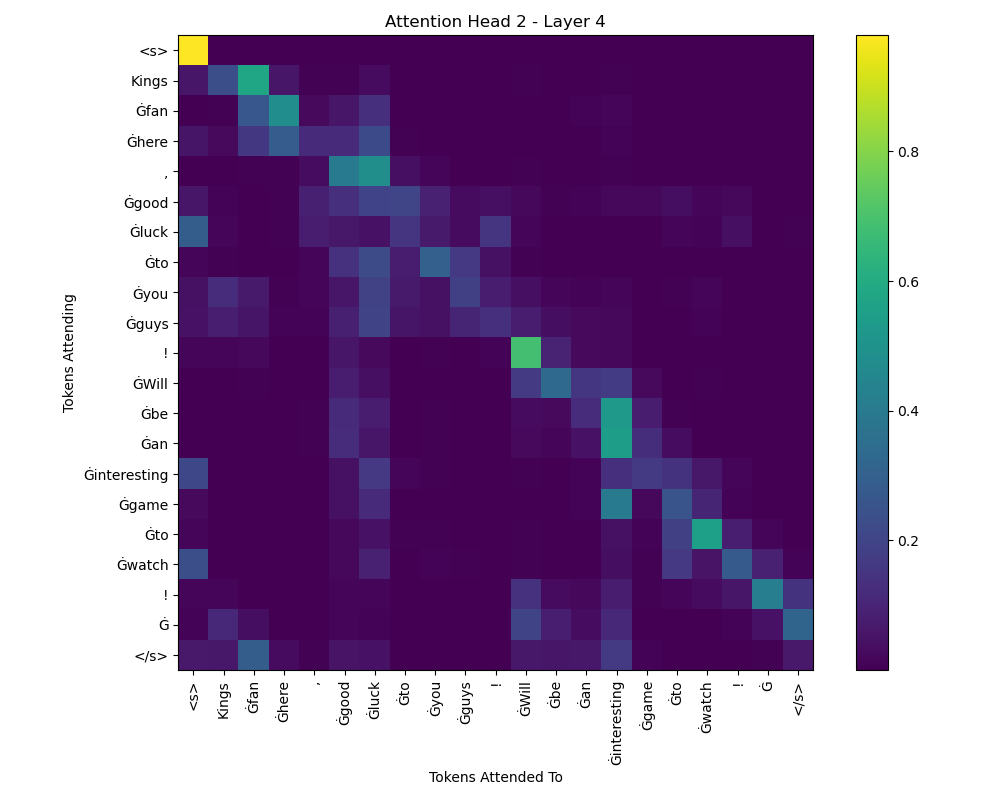 Attention Head 2 - Layer 4
Tokens Attending
<s>
Kings
Ġfan
Ġhere
,
Ġgood
Ġluck
Ġto
Ġyou
Ġguys
!
ĠWill
Ġbe
Ġan
Ġinteresting
Ġgame
Ġto
Ġwatch
!
Ġ
</s>
<s>
Kings
Ġfan
Ġhere
,
Ġgood
Ġluck
Ġto
Ġyou
Ġguys
!
ĠWill
Ġbe
Ġan
Ġinteresting
Ġgame
Ġto
Ġwatch
!
Ġ
</s>
Tokens Attended To
0.8
0.6
0.4
0.2